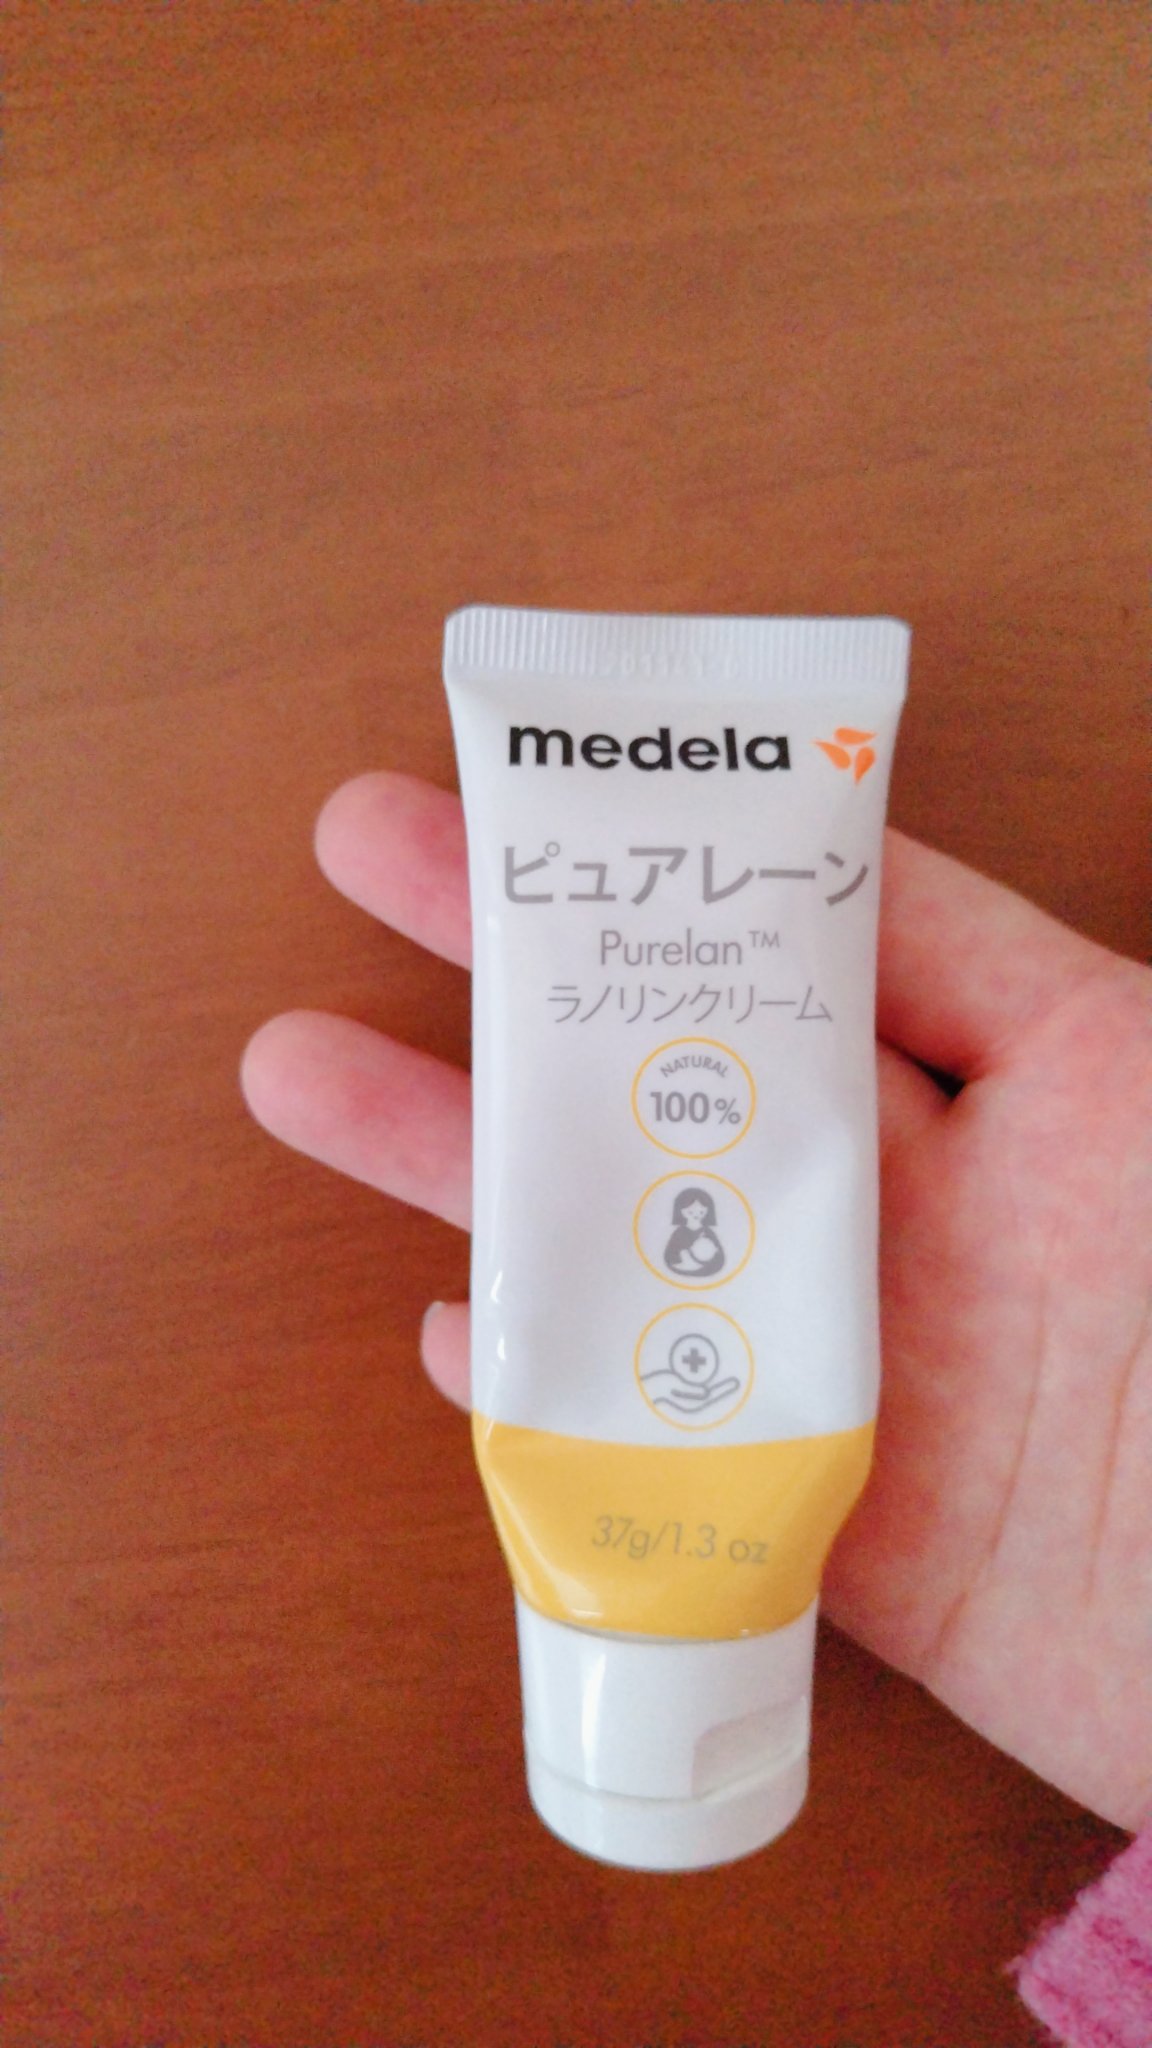 medela
ピュアレーン
Purelan™
ラノリンクリーム
NATURAL
100%
37g/1.3 oz